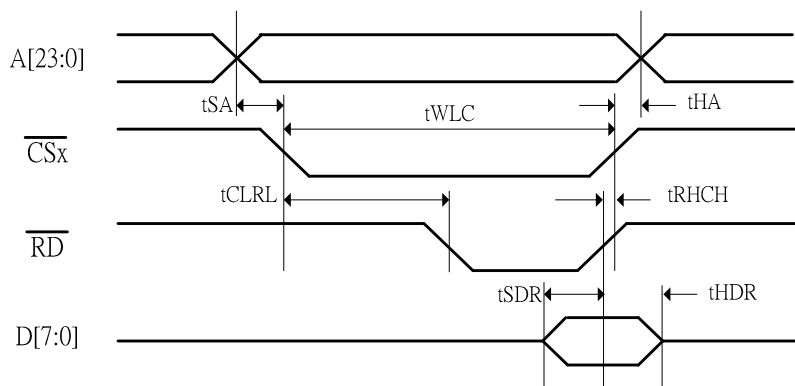 A[23:0]
tSA
tWLC
tHA
CSx
tCLRL
tRHCH
RD
tSDR
tHDR
D[7:0]